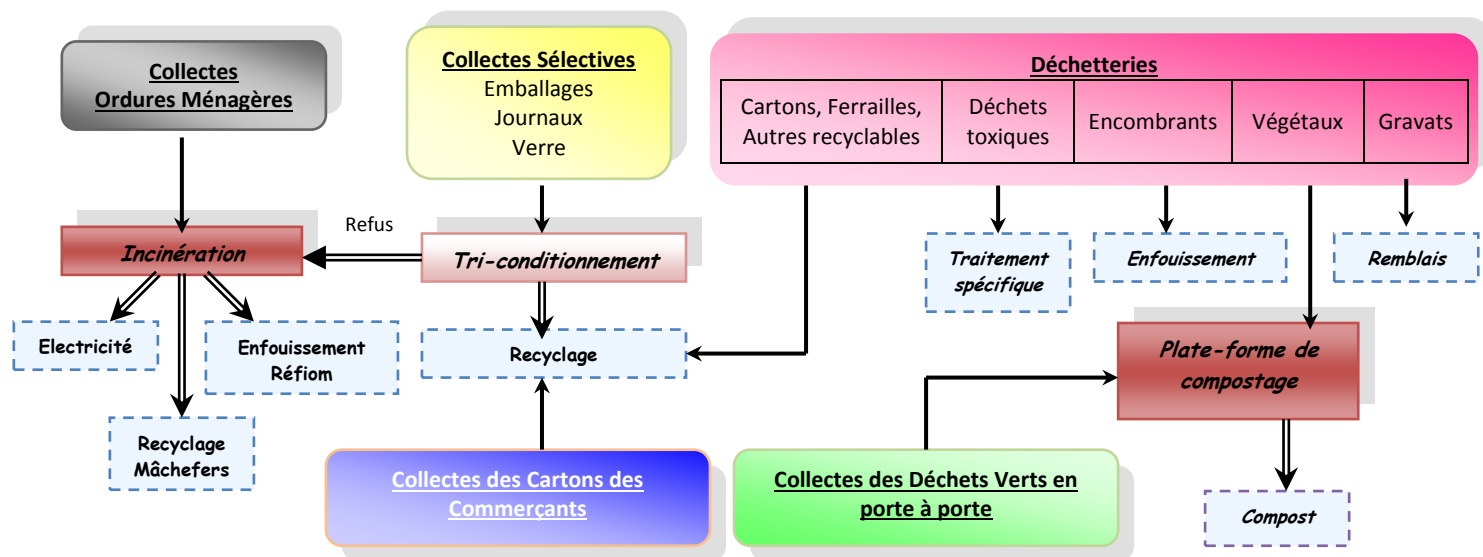 Collectes
Ordures Ménagères
Collectes Sélectives
Emballages
Journaux
Verre
Déchetteries
Cartons, Ferrailles,
Autres recyclables
Déchets
toxiques
Encombrants
Végétaux
Gravats
Refus
Incinération
Tri-conditionnement
Traitement
spécifique
Enfouissement
Remblais
Electricité
Enfouissement
Réfiom
Recyclage
Plate-forme de
compostage
Recyclage
Mâchefers
Collectes des Cartons des
Commerçants
Collectes des Déchets Verts en
porte à porte
Compost